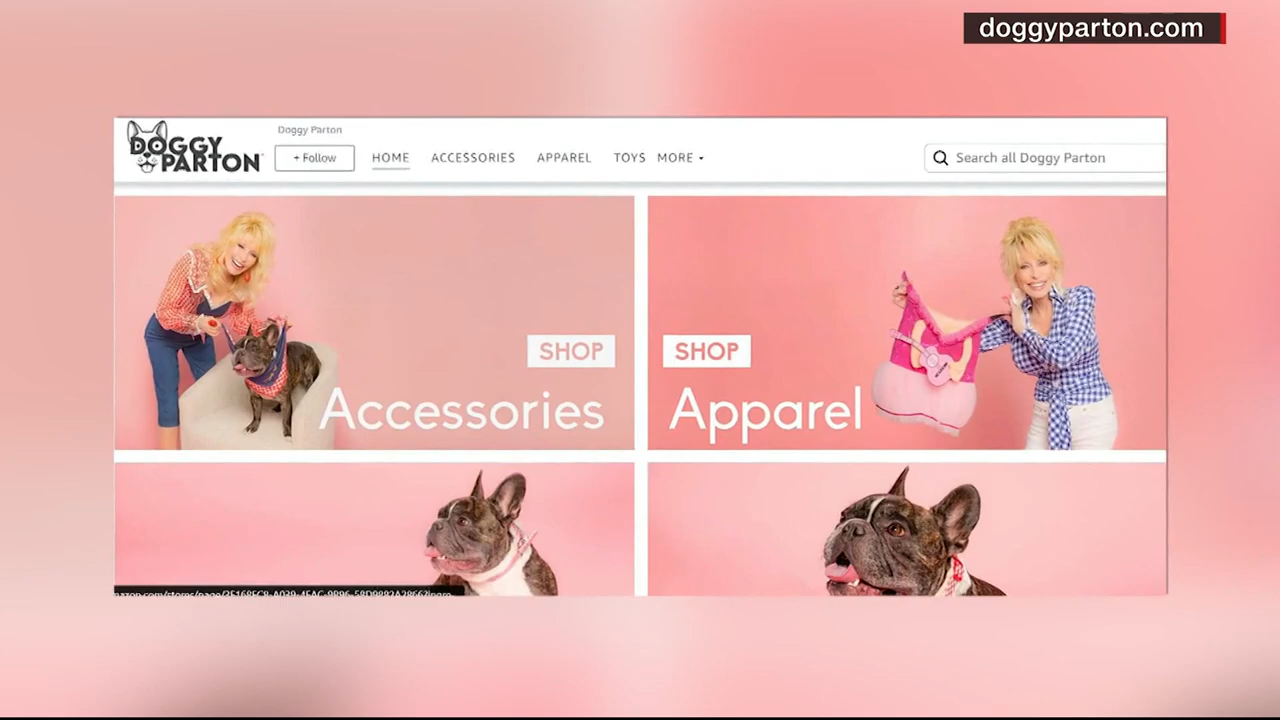 doggyparton.com
DOGGY
PARTON
Doggy Parton
+ Follow
HOME
ACCESSORIES
APPAREL
TOYS
MORE
Search all Doggy Parton
SHOP
Accessories
SHOP
Apparel